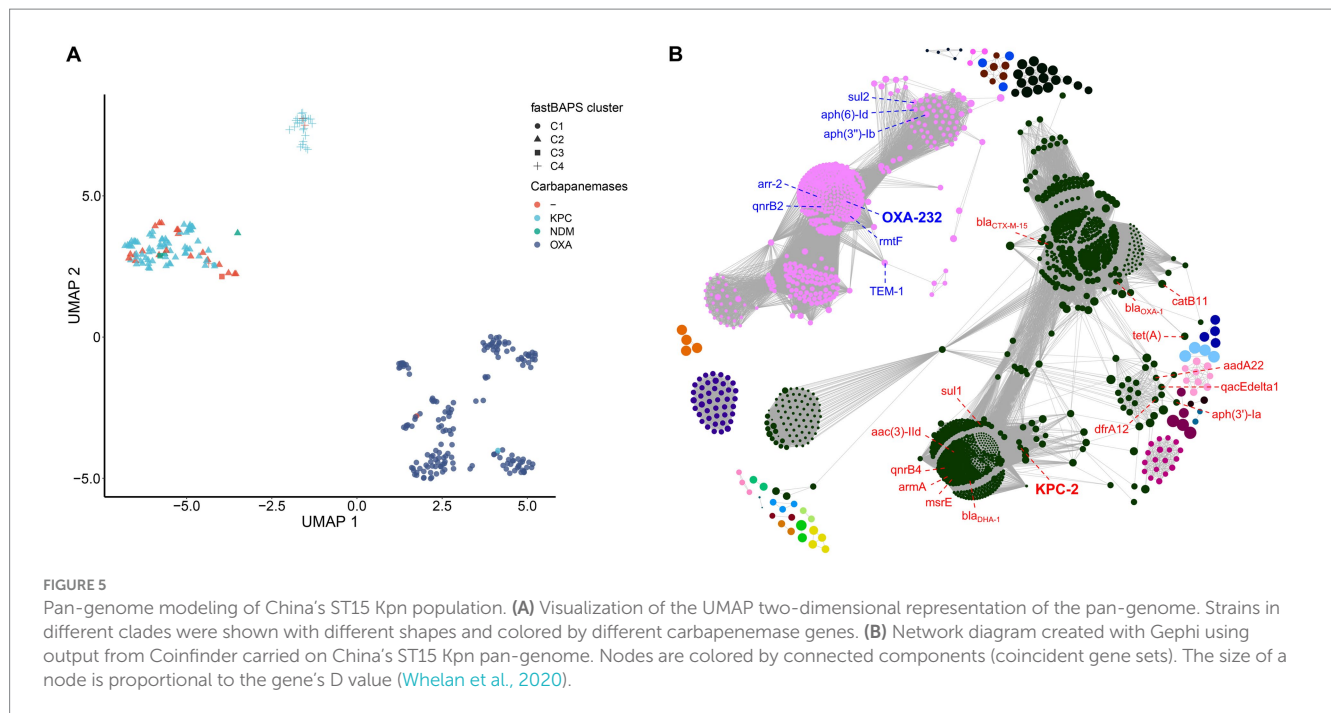 A
fastBAPS cluster
C1
C2
C3
C4
Carbapanemases
–
KPC
NDM
OXA
UMAP 2
5.0
2.5
0
-2.5
-5.0
-5.0
-2.5
0.0
2.5
5.0
UMAP 1
B
sul2
aph(6)-Id
aph(3")-Ib
arr-2
qnrB2
OXA-232
rmtF
TEM-1
blaCTX-M-15
catB11
blaOXA-1
tet(A)
aadA22
qacEdelta1
aph(3')-Ia
dfrA12
sul1
aac(3)-IId
qnrB4
armA
msrE
blaDHA-1
KPC-2
FIGURE 5
Pan-genome modeling of China's ST15 Kpn population. (A) Visualization of the UMAP two-dimensional representation of the pan-genome. Strains in
different clades were shown with different shapes and colored by different carbapenemase genes. (B) Network diagram created with Gephi using
output from Coinfinder carried on China's ST15 Kpn pan-genome. Nodes are colored by connected components (coincident gene sets). The size of a
node is proportional to the gene's D value (Whelan et al., 2020).